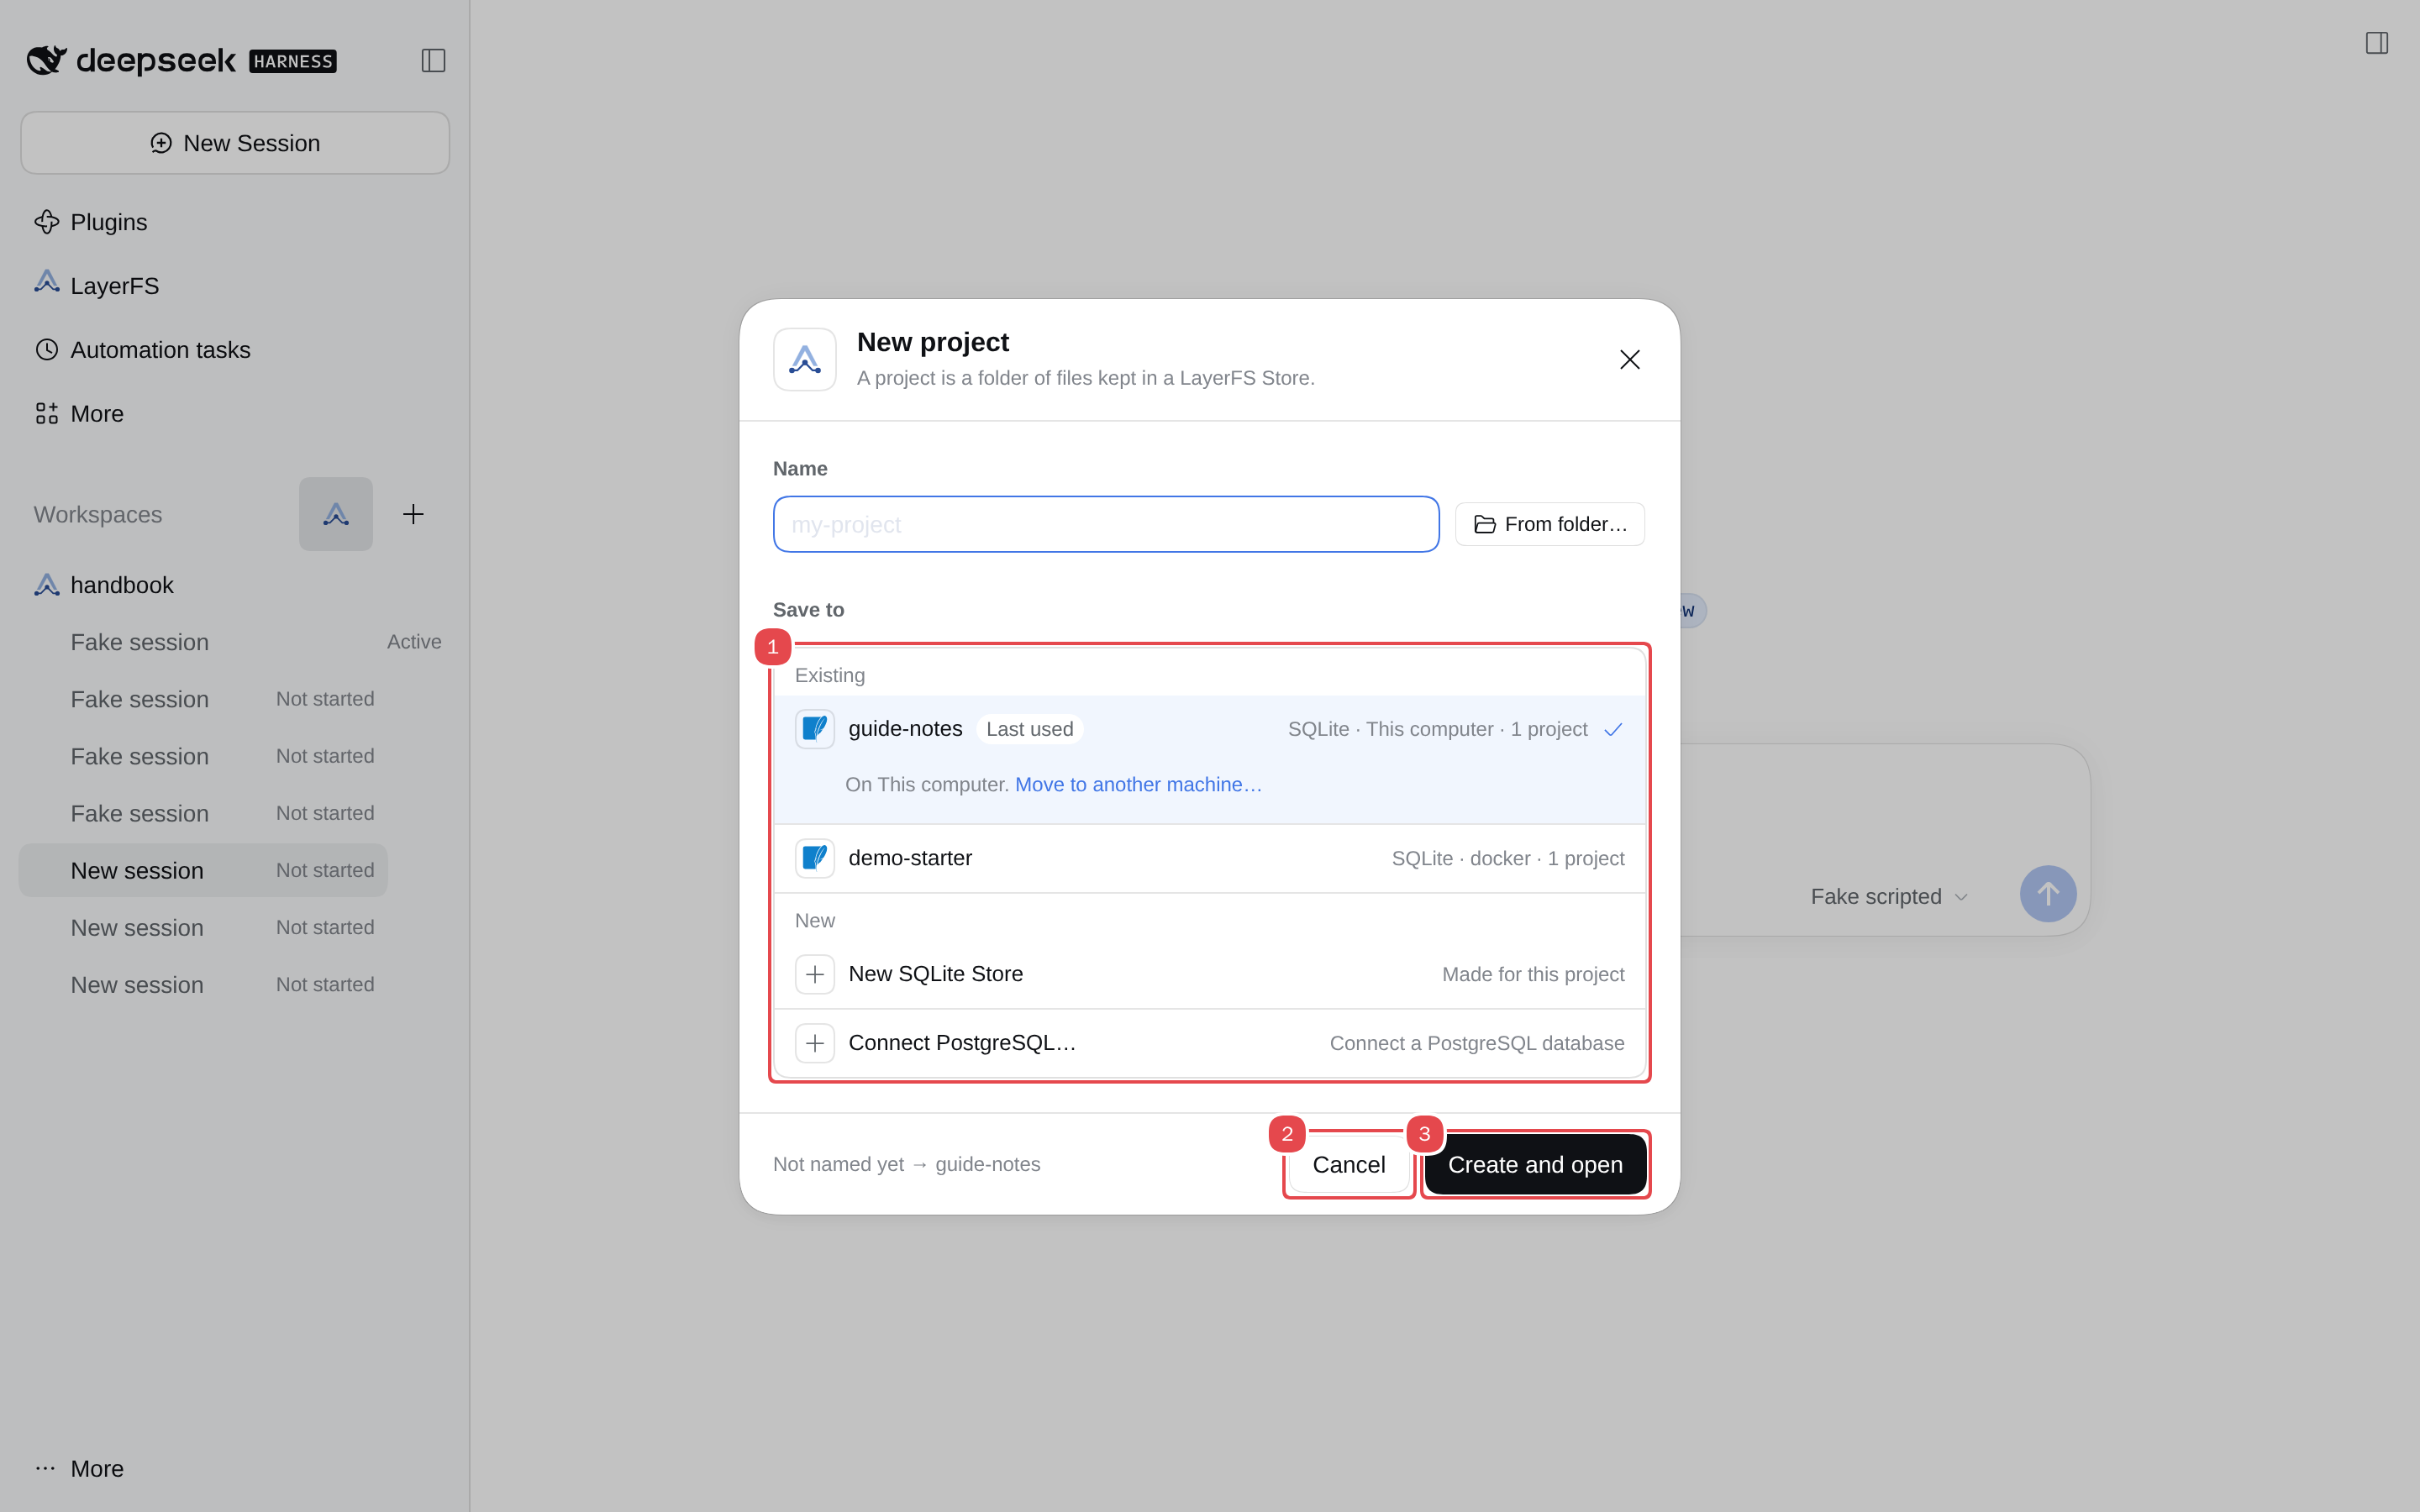 deepseek HARNESS
New Session
Plugins
LayerFS
Automation tasks
More
Workspaces
handbook
Fake session Active
Fake session Not started
Fake session Not started
Fake session Not started
New session Not started
New session Not started
New session Not started
More
New project
A project is a folder of files kept in a LayerFS Store.
Name
my-project
From folder…
Save to
1
Existing
guide-notes Last used SQLite · This computer · 1 project
On This computer. Move to another machine…
demo-starter SQLite · docker · 1 project
New
New SQLite Store Made for this project
Connect PostgreSQL… Connect a PostgreSQL database
2 3
Not named yet → guide-notes Cancel Create and open
Fake scripted